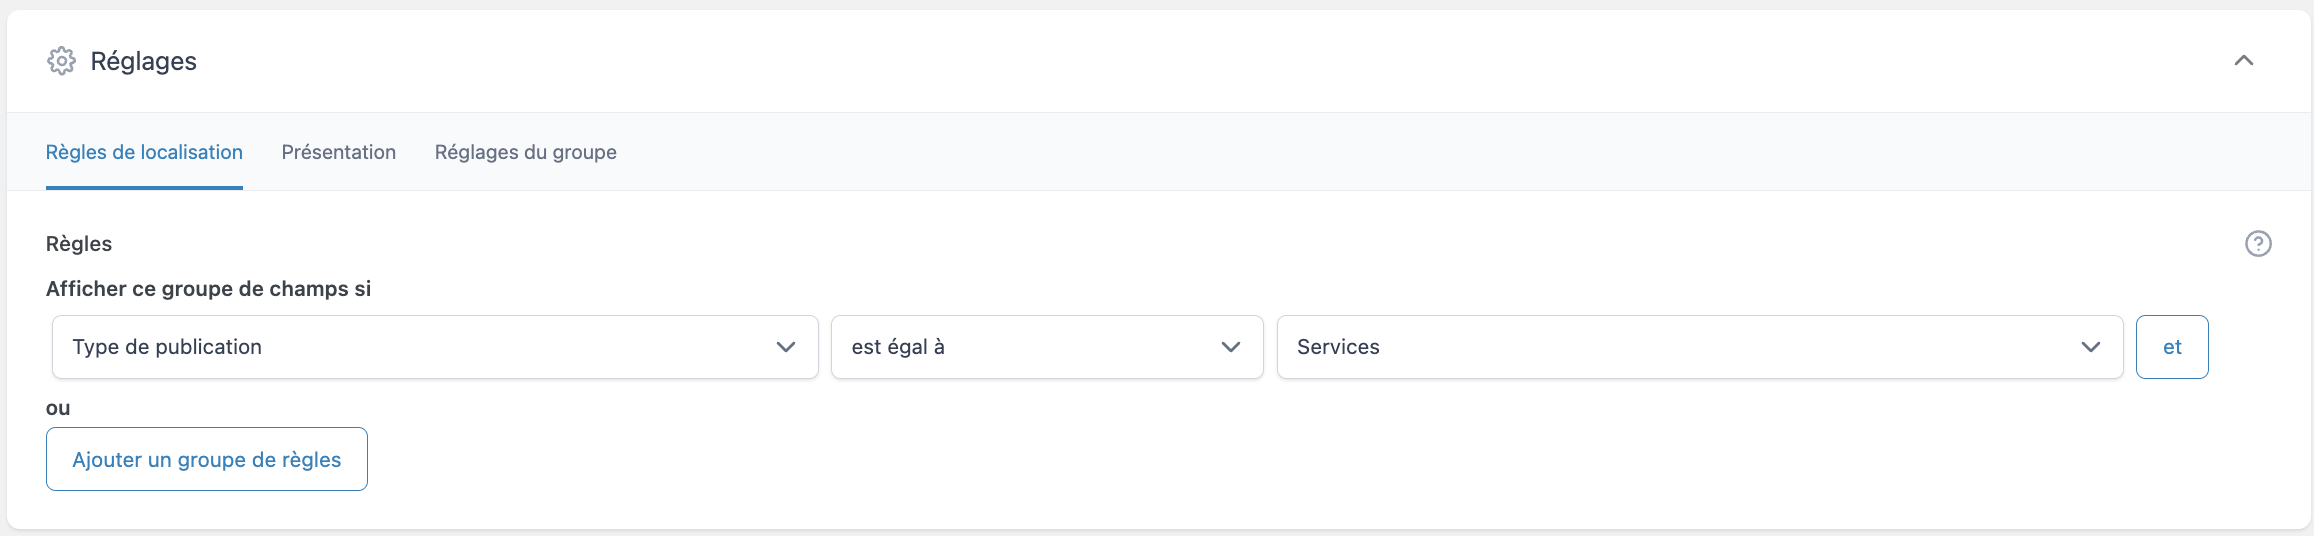 Réglages
Règles de localisation Présentation Réglages du groupe
Règles
Afficher ce groupe de champs si
Type de publication est égal à Services et
ou
Ajouter un groupe de règles